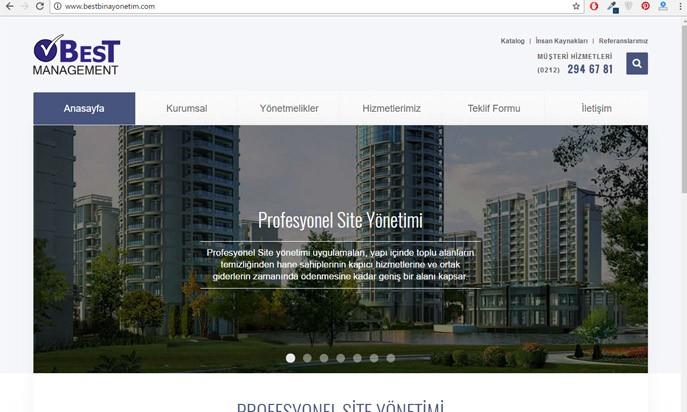 www.bestbinayonetim.com
BEST
MANAGEMENT
Katalog | İnsan Kaynakları | Referanslarımız
MÜŞTERİ HİZMETLERİ
(0212) 294 67 81
Anasayfa Kurumsal Yönetmelikler Hizmetlerimiz Teklif Formu İletişim
Profesyonel Site Yönetimi
Profesyonel Site yönetimi uygulamaları, yapı içinde toplu alanların
temizliğinden hane sahiplerinin kapıcı hizmetlerine ve ortak
giderlerin zamanında ödenmesine kadar geniş bir alanı kapsar.
PROFESYONEL SİTE YÖNETİMİ